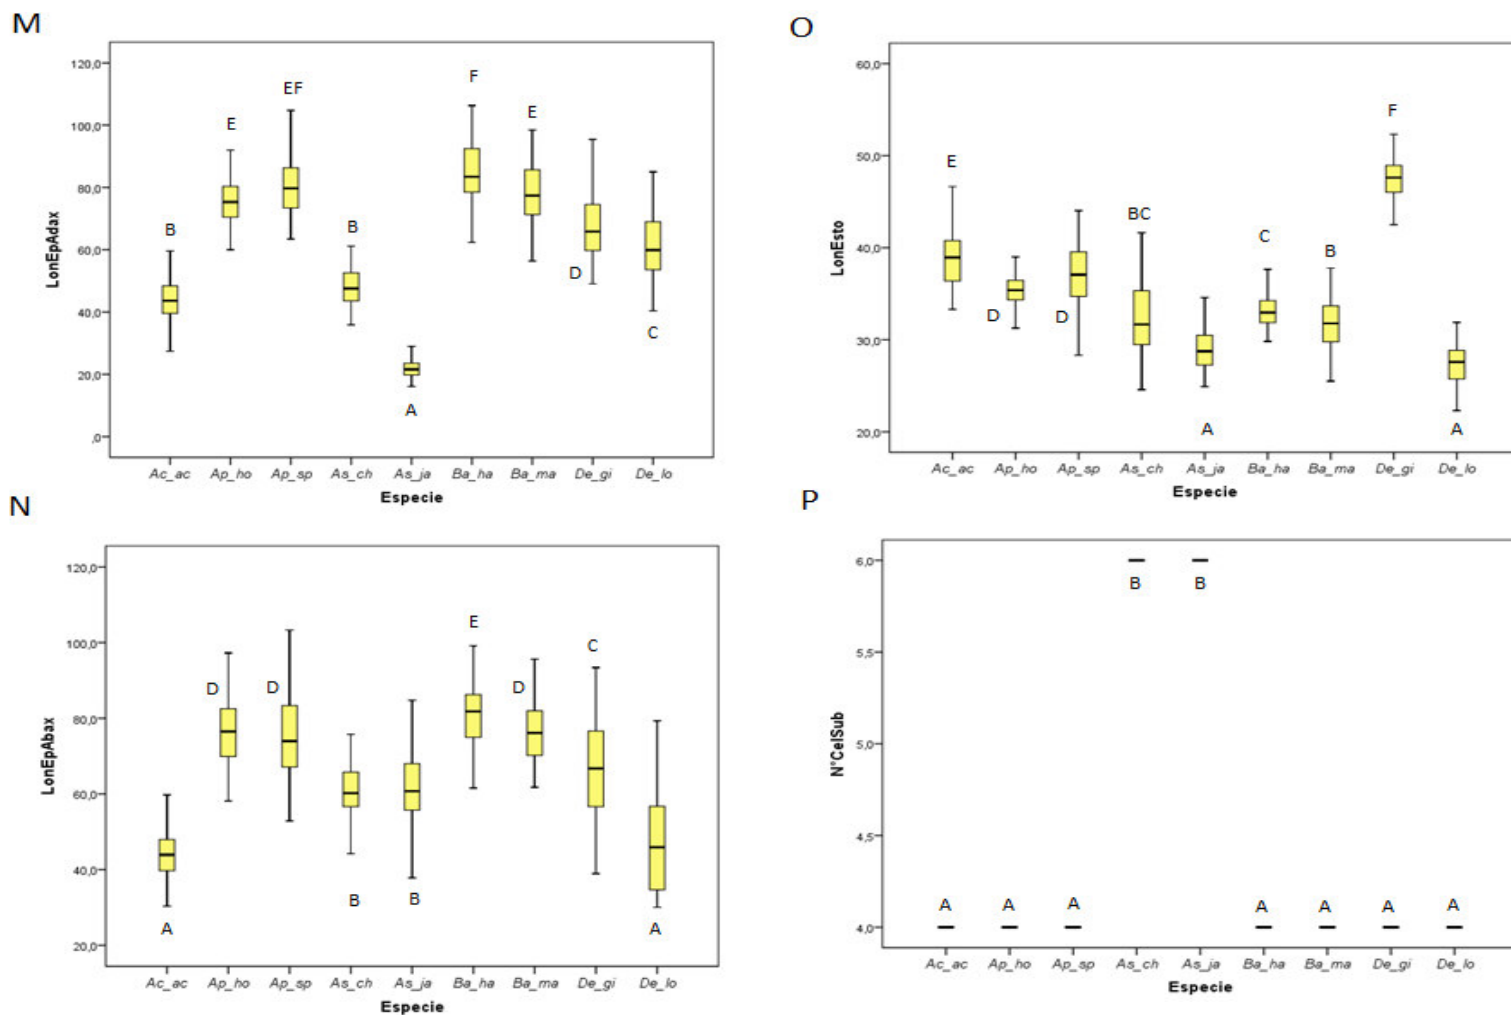 M
120,0
100,0
80,0
60,0
40,0
20,0
,0
LonEpAdax
B
E
EF
B
A
F
E
D
C
Ac_ac Ap_ho Ap_sp As_ch As_ja Ba_ha Ba_ma De_gi De_lo
Especie
O
60,0
50,0
40,0
30,0
20,0
LonEsto
E
D
D
BC
A
C
B
F
A
Ac_ac Ap_ho Ap_sp As_ch As_ja Ba_ha Ba_ma De_gi De_lo
Especie
N
120,0
100,0
80,0
60,0
40,0
20,0
LonEpAbax
A
D
D
B
B
E
D
C
A
Ac_ac Ap_ho Ap_sp As_ch As_ja Ba_ha Ba_ma De_gi De_lo
Especie
P
6,0
5,5
5,0
4,5
4,0
N°CelSub
A
A
A
B
B
A
A
A
A
Ac_ac Ap_ho Ap_sp As_ch As_ja Ba_ha Ba_ma De_gi De_lo
Especie